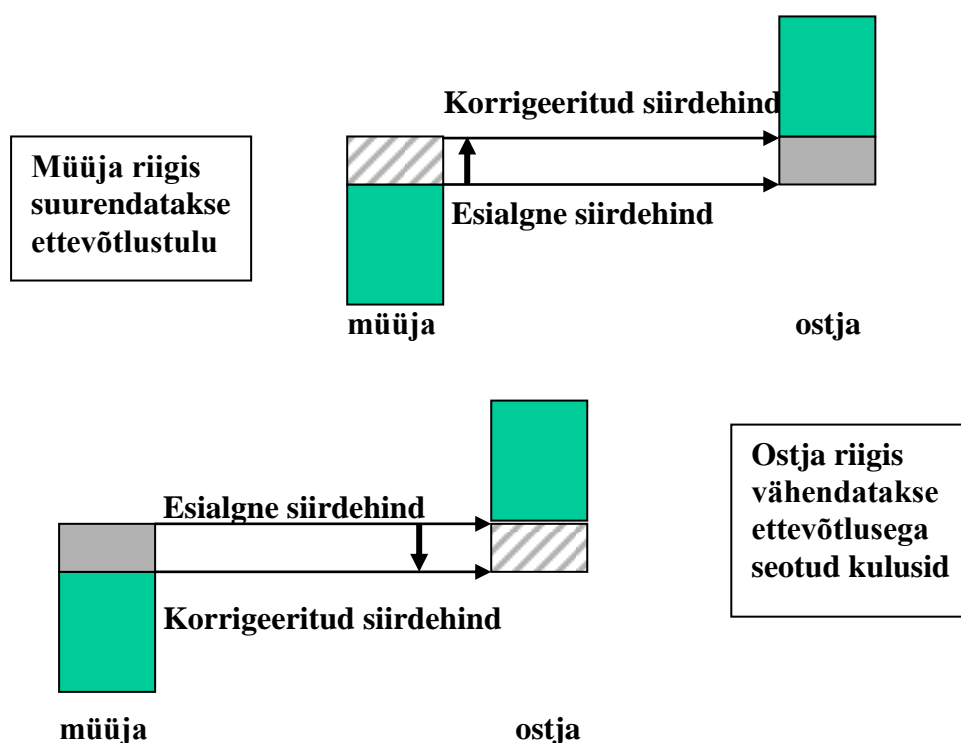 Korrigeeritud siirdehind
Müüja riigis
suurendatakse
ettevõtlustulu
Esialgne siirdehind
müüja
ostja
Esialgne siirdehind
Korrigeeritud siirdehind
Ostja riigis
vähendatakse
ettevõtlusega
seotud kulusid
müüja
ostja